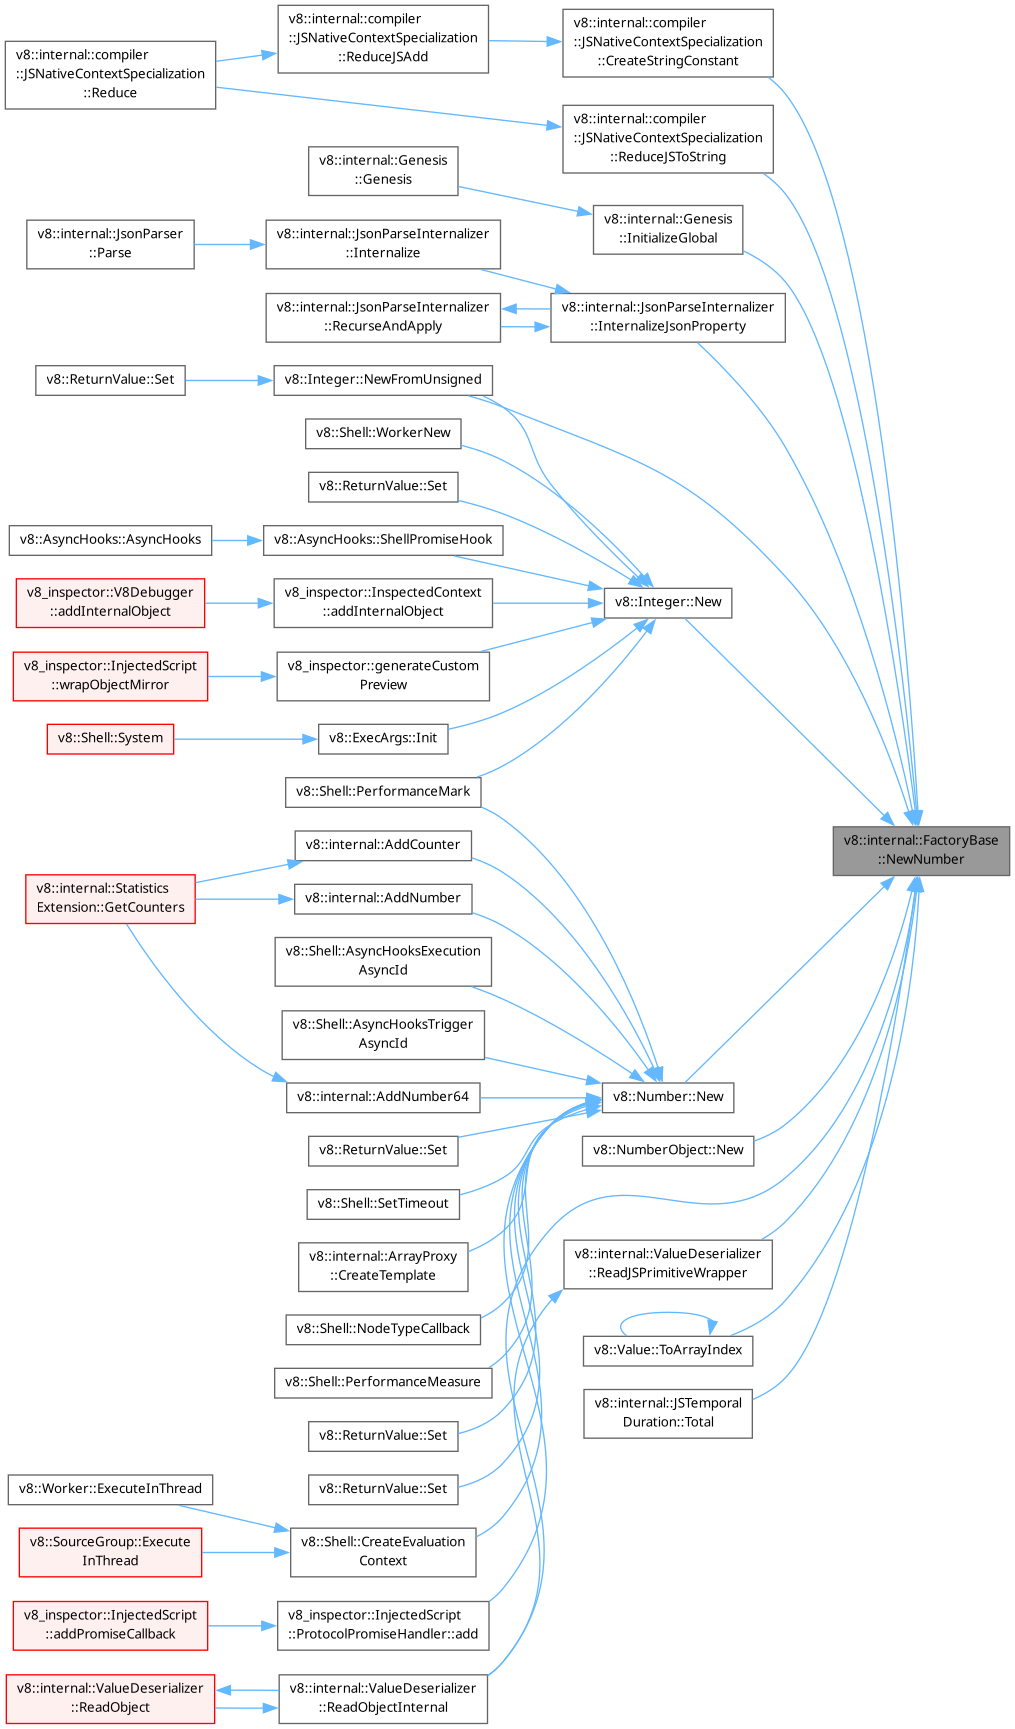 v8::internal::compiler
::JSNativeContextSpecialization
::Reduce
v8::internal::compiler
::JSNativeContextSpecialization
::ReduceJSAdd
v8::internal::compiler
::JSNativeContextSpecialization
::CreateStringConstant
v8::internal::compiler
::JSNativeContextSpecialization
::ReduceJSToString
v8::internal::Genesis
::Genesis
v8::internal::Genesis
::InitializeGlobal
v8::internal::JsonParser
::Parse
v8::internal::JsonParseInternalizer
::Internalize
v8::internal::JsonParseInternalizer
::RecurseAndApply
v8::internal::JsonParseInternalizer
::InternalizeJsonProperty
v8::ReturnValue::Set
v8::Integer::NewFromUnsigned
v8::Shell::WorkerNew
v8::ReturnValue::Set
v8::AsyncHooks::AsyncHooks
v8::AsyncHooks::ShellPromiseHook
v8_inspector::V8Debugger
::addInternalObject
v8_inspector::InspectedContext
::addInternalObject
v8::Integer::New
v8_inspector::InjectedScript
::wrapObjectMirror
v8_inspector::generateCustom
Preview
v8::Shell::System
v8::ExecArgs::Init
v8::Shell::PerformanceMark
v8::internal::AddCounter
v8::internal::FactoryBase
::NewNumber
v8::internal::Statistics
Extension::GetCounters
v8::internal::AddNumber
v8::Shell::AsyncHooksExecution
AsyncId
v8::Shell::AsyncHooksTrigger
AsyncId
v8::internal::AddNumber64
v8::Number::New
v8::ReturnValue::Set
v8::NumberObject::New
v8::Shell::SetTimeout
v8::internal::ArrayProxy
::CreateTemplate
v8::internal::ValueDeserializer
::ReadJSPrimitiveWrapper
v8::Shell::NodeTypeCallback
v8::Value::ToArrayIndex
v8::Shell::PerformanceMeasure
v8::internal::JSTemporal
Duration::Total
v8::ReturnValue::Set
v8::ReturnValue::Set
v8::Worker::ExecuteInThread
v8::SourceGroup::Execute
InThread
v8::Shell::CreateEvaluation
Context
v8_inspector::InjectedScript
::addPromiseCallback
v8_inspector::InjectedScript
::ProtocolPromiseHandler::add
v8::internal::ValueDeserializer
::ReadObject
v8::internal::ValueDeserializer
::ReadObjectInternal